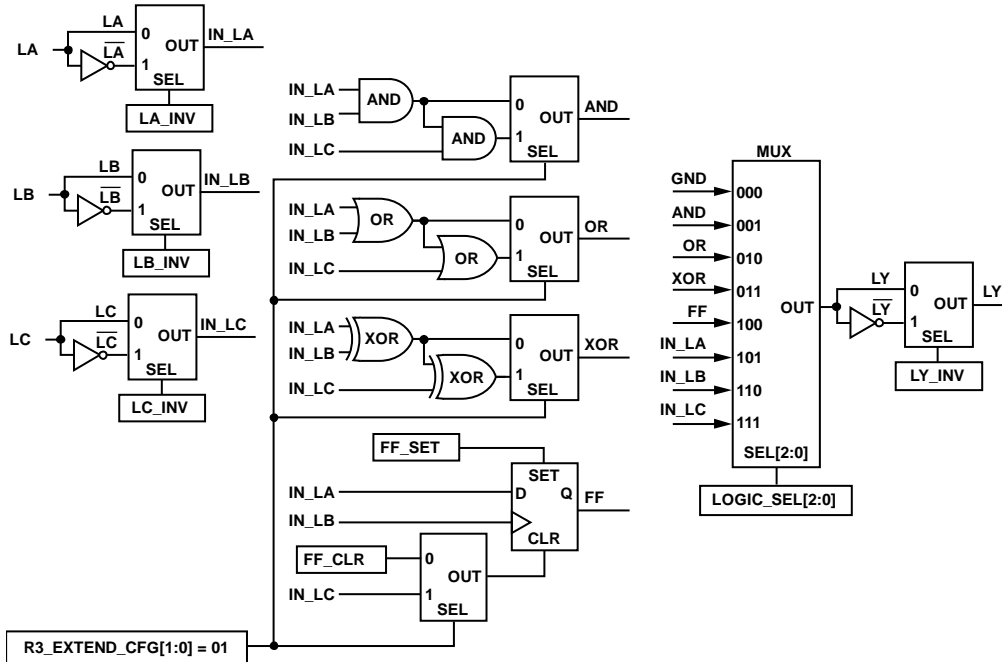 LA
LA
LA
0
1
OUT
SEL
IN_LA
LA_INV
LB
LB
LB
0
1
OUT
SEL
IN_LB
LB_INV
LC
LC
LC
0
1
OUT
SEL
IN_LC
LC_INV
IN_LA
IN_LB
IN_LC
AND
AND
0
1
OUT
SEL
AND
IN_LA
IN_LB
IN_LC
OR
OR
0
1
OUT
SEL
OR
IN_LA
IN_LB
IN_LC
XOR
XOR
0
1
OUT
SEL
XOR
FF_SET
IN_LA
IN_LB
SET
D
Q
CLR
FF
FF_CLR
IN_LC
0
1
OUT
SEL
R3_EXTEND_CFG[1:0] = 01
MUX
GND
000
AND
001
OR
010
XOR
011
FF
100
IN_LA
101
IN_LB
110
IN_LC
111
OUT
SEL[2:0]
LOGIC_SEL[2:0]
LY
LY
0
1
OUT
SEL
LY
LY_INV